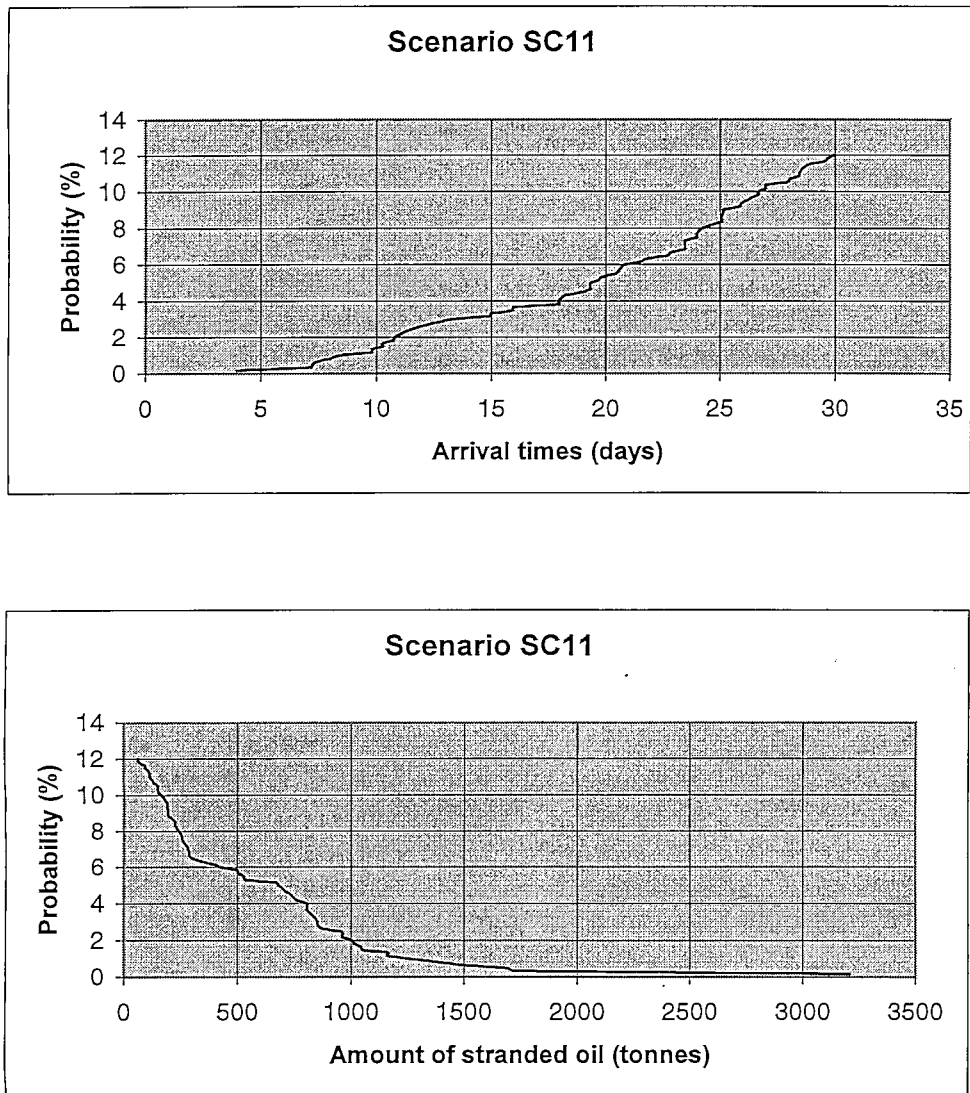 Scenario SC11
14
12
10
8
6
4
2
0
Probability (%)
0 5 10 15 20 25 30 35
Arrival times (days)
Scenario SC11
14
12
10
8
6
4
2
0
Probability (%)
0 500 1000 1500 2000 2500 3000 3500
Amount of stranded oil (tonnes)